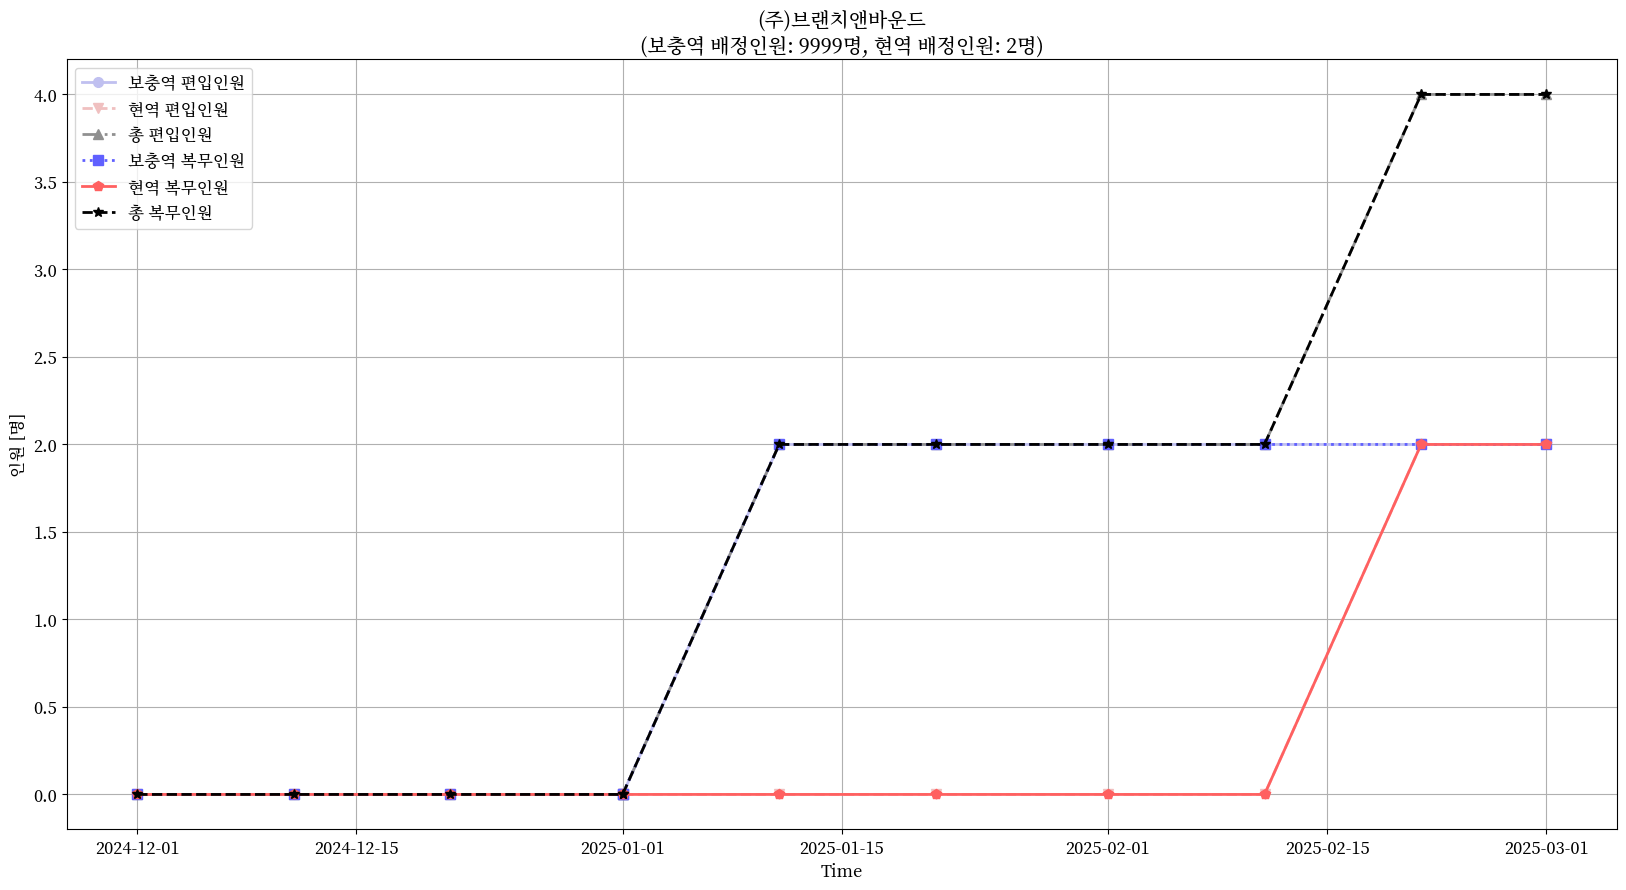 (주)브랜치앤바운드
(보충역 배정인원: 9999명, 현역 배정인원: 2명)
보충역 편입인원
현역 편입인원
총 편입인원
보충역 복무인원
현역 복무인원
총 복무인원
4.0
3.5
3.0
2.5
2.0
1.5
1.0
0.5
0.0
인원 [명]
2024-12-01
2024-12-15
2025-01-01
2025-01-15
2025-02-01
2025-02-15
2025-03-01
Time